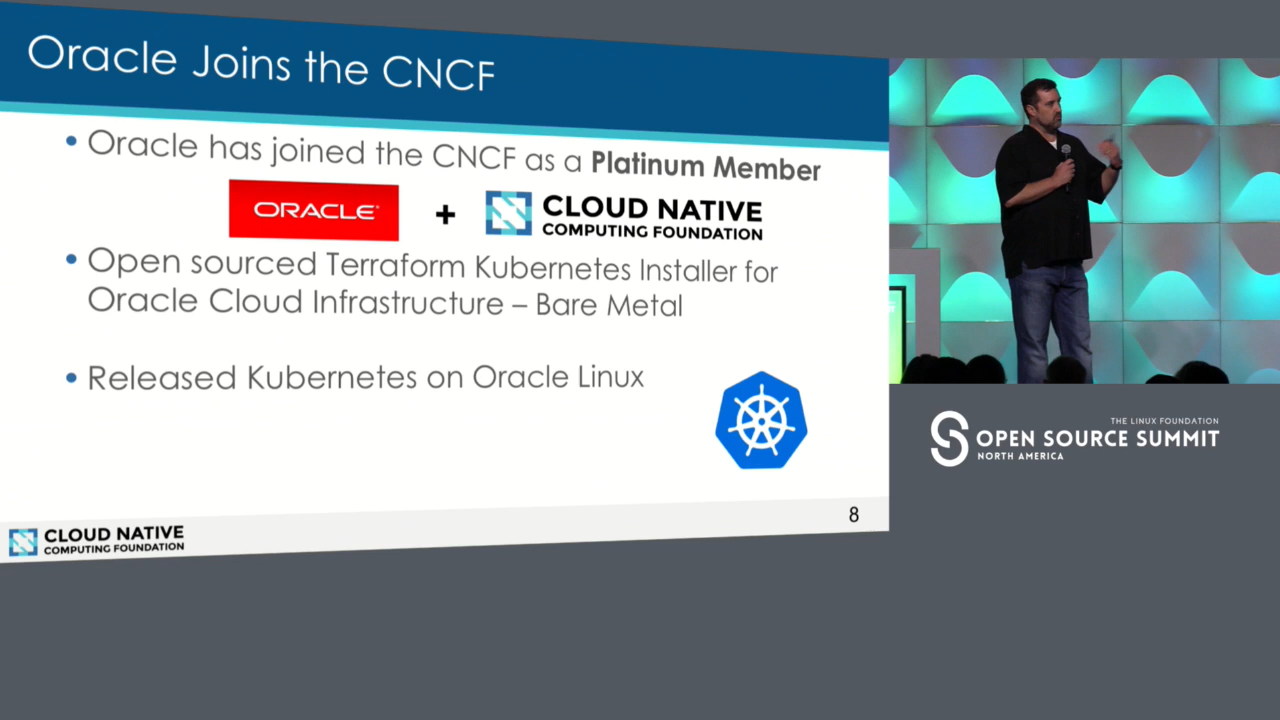 Oracle Joins the CNCF
• Oracle has joined the CNCF as a Platinum Member
ORACLE®
+
CLOUD NATIVE
COMPUTING FOUNDATION
• Open sourced Terraform Kubernetes Installer for
Oracle Cloud Infrastructure – Bare Metal
• Released Kubernetes on Oracle Linux
8
CLOUD NATIVE
COMPUTING FOUNDATION
THE LINUX FOUNDATION
OPEN SOURCE SUMMIT
NORTH AMERICA